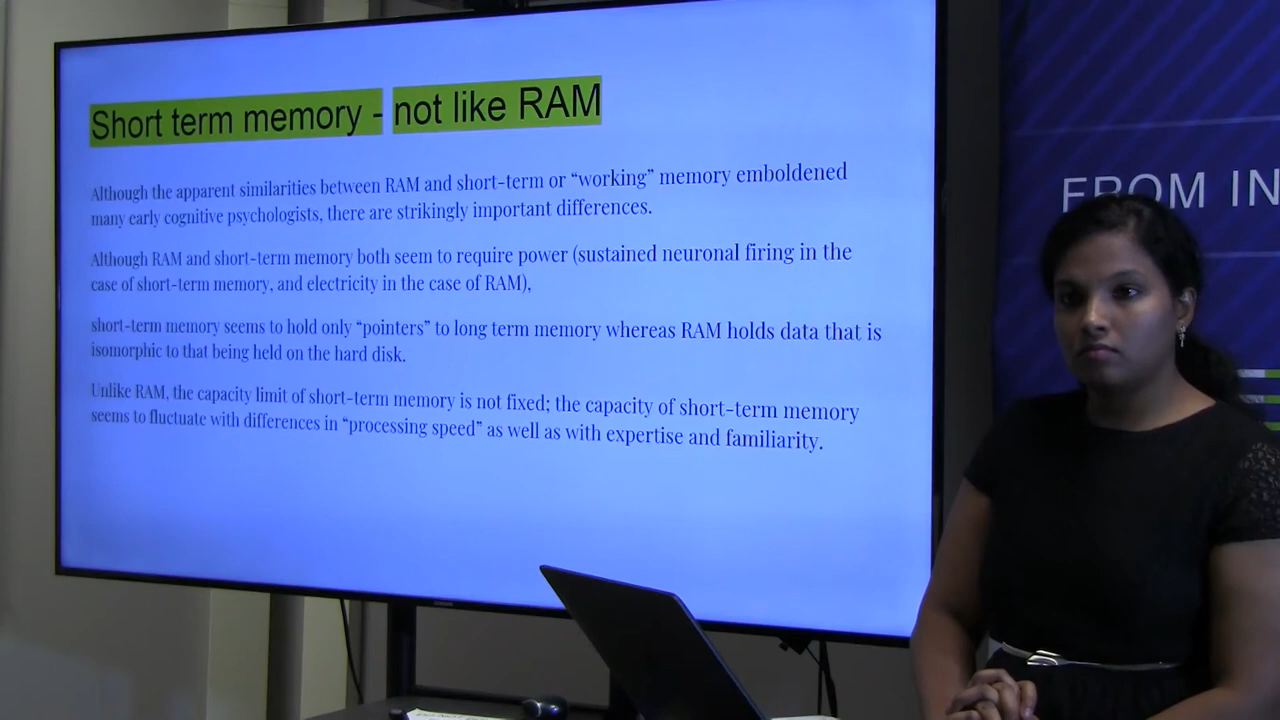 Short term memory - not like RAM
Although the apparent similarities between RAM and short-term or “working” memory emboldened
many early cognitive psychologists, there are strikingly important differences.
Although RAM and short-term memory both seem to require power (sustained neuronal firing in the
case of short-term memory, and electricity in the case of RAM),
short-term memory seems to hold only “pointers” to long term memory whereas RAM holds data that is
isomorphic to that being held on the hard disk.
Unlike RAM, the capacity limit of short-term memory is not fixed; the capacity of short-term memory
seems to fluctuate with differences in “processing speed” as well as with expertise and familiarity.
FROM IN